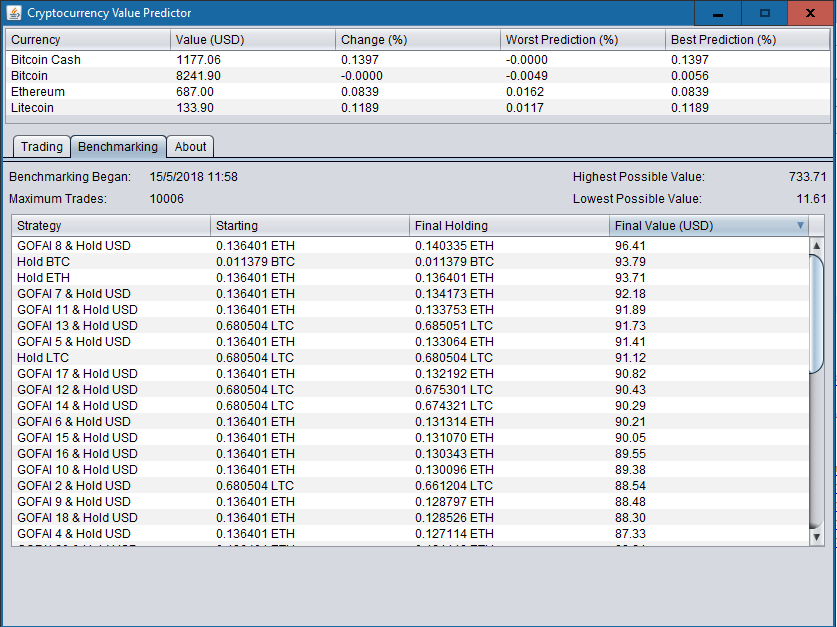 Cryptocurrency Value Predictor
Currency Value (USD) Change (%) Worst Prediction (%) Best Prediction (%)
Bitcoin Cash 1177.06 0.1397 -0.0000 0.1397
Bitcoin 8241.90 -0.0000 -0.0049 0.0056
Ethereum 687.00 0.0839 0.0162 0.0839
Litecoin 133.90 0.1189 0.0117 0.1189
Trading Benchmarking About
Benchmarking Began: 15/5/2018 11:58 Highest Possible Value: 733.71
Maximum Trades: 10006 Lowest Possible Value: 11.61
Strategy Starting Final Holding Final Value (USD)
GOFAI 8 & Hold USD 0.136401 ETH 0.140335 ETH 96.41
Hold BTC 0.011379 BTC 0.011379 BTC 93.79
Hold ETH 0.136401 ETH 0.136401 ETH 93.71
GOFAI 7 & Hold USD 0.136401 ETH 0.134173 ETH 92.18
GOFAI 11 & Hold USD 0.136401 ETH 0.133753 ETH 91.89
GOFAI 13 & Hold USD 0.680504 LTC 0.685051 LTC 91.73
GOFAI 5 & Hold USD 0.136401 ETH 0.133064 ETH 91.41
Hold LTC 0.680504 LTC 0.680504 LTC 91.12
GOFAI 17 & Hold USD 0.136401 ETH 0.132192 ETH 90.82
GOFAI 12 & Hold USD 0.680504 LTC 0.675301 LTC 90.43
GOFAI 14 & Hold USD 0.680504 LTC 0.674321 LTC 90.29
GOFAI 6 & Hold USD 0.136401 ETH 0.131314 ETH 90.21
GOFAI 15 & Hold USD 0.136401 ETH 0.131070 ETH 90.05
GOFAI 16 & Hold USD 0.136401 ETH 0.130343 ETH 89.55
GOFAI 10 & Hold USD 0.136401 ETH 0.130096 ETH 89.38
GOFAI 2 & Hold USD 0.680504 LTC 0.661204 LTC 88.54
GOFAI 9 & Hold USD 0.136401 ETH 0.128797 ETH 88.48
GOFAI 18 & Hold USD 0.136401 ETH 0.128526 ETH 88.30
GOFAI 4 & Hold USD 0.136401 ETH 0.127114 ETH 87.33